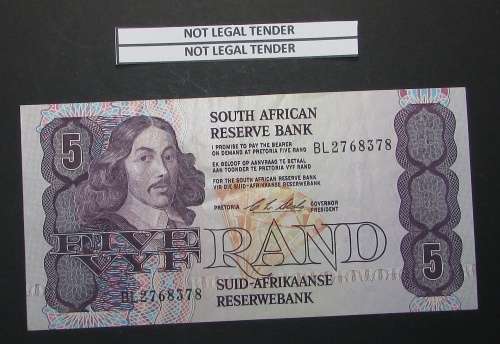 NOT LEGAL TENDER
NOT LEGAL TENDER
SOUTH AFRICAN
RESERVE BANK
I PROMISE TO PAY THE BEARER
ON DEMAND AT PRETORIA FIVE RAND
BL2768378
EK BELOOF OP AANVRAAG TE BETAAL
AAN TOONDER TE PRETORIA VYF RAND
FOR THE SOUTH AFRICAN RESERVE BANK
VIR DIE SUID-AFRIKAANSE RESERWEBANK
PRETORIA
GOVERNOR
PRESIDENT
5
FIVE
VYF
RAND
5
BL2768378
SUID-AFRIKAANSE
RESERWEBANK